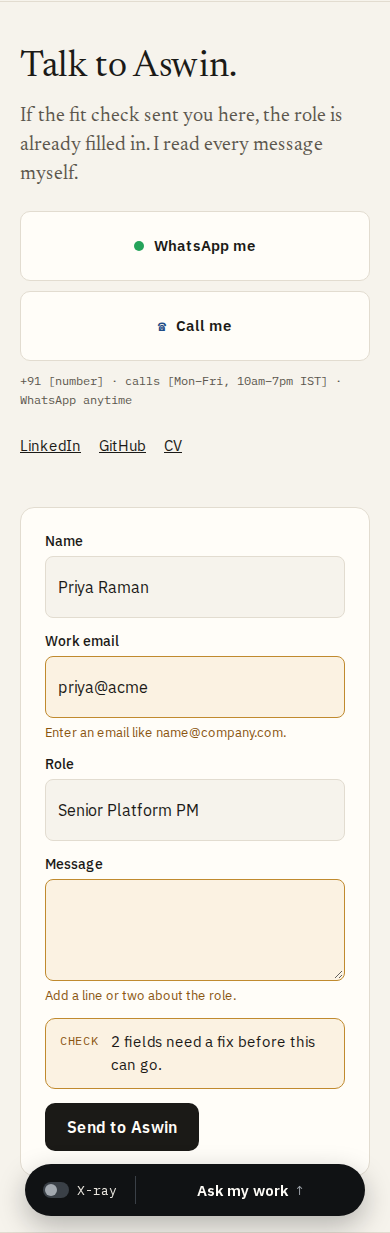 Talk to Aswin.
If the fit check sent you here, the role is
already filled in. I read every message
myself.
WhatsApp me
☎ Call me
+91 [number] · calls [Mon–Fri, 10am–7pm IST] ·
WhatsApp anytime
LinkedIn GitHub CV
Name
Priya Raman
Work email
priya@acme
Enter an email like name@company.com.
Role
Senior Platform PM
Message
Add a line or two about the role.
CHECK 2 fields need a fix before this
can go.
Send to Aswin
X-ray Ask my work ↑